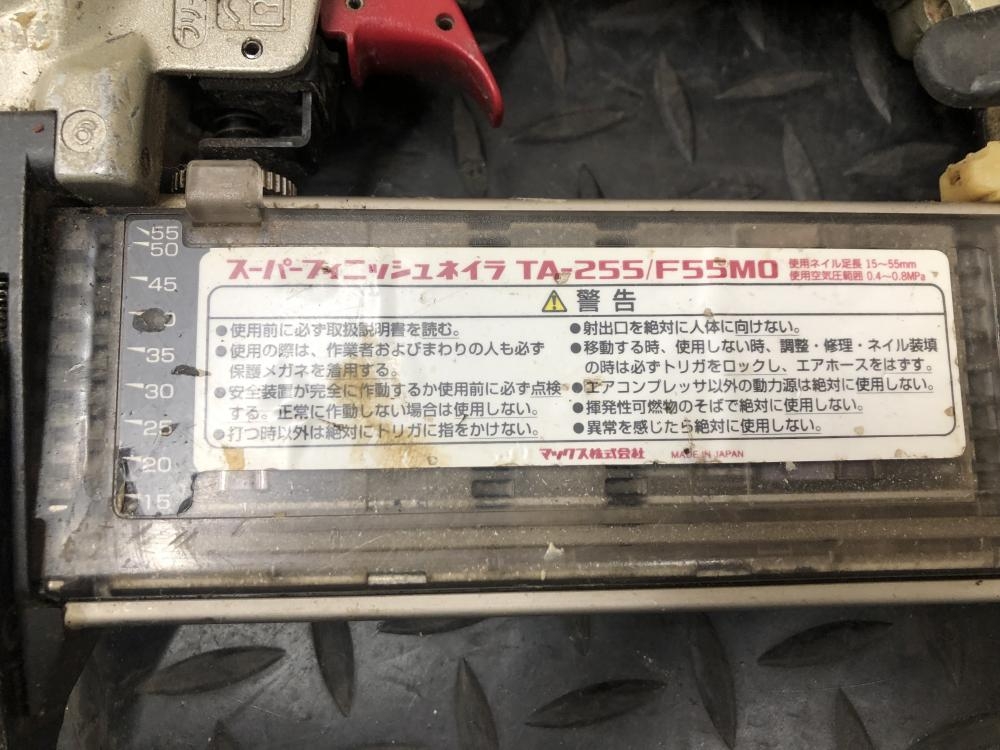 フリー
55
50
45
35
30
25
20
15
スーパーフィニッシュネイラ TA-255/F55MO
使用ネイル足長 15〜55mm
使用空気圧範囲 0.4〜0.8MPa
警告
●使用前に必ず取扱説明書を読む。
●使用の際は、作業者およびまわりの人も必ず
保護メガネを着用する。
●安全装置が完全に作動するか使用前に必ず点検
する。正常に作動しない場合は使用しない。
●打つ時以外は絶対にトリガに指をかけない。
●射出口を絶対に人体に向けない。
●移動する時、使用しない時、調整・修理・ネイル装填
の時は必ずトリガをロックし、エアホースをはずす。
●エアコンプレッサ以外の動力源は絶対に使用しない。
●揮発性可燃物のそばで絶対に使用しない。
●異常を感じたら絶対に使用しない。
マックス株式会社 MADE IN JAPAN